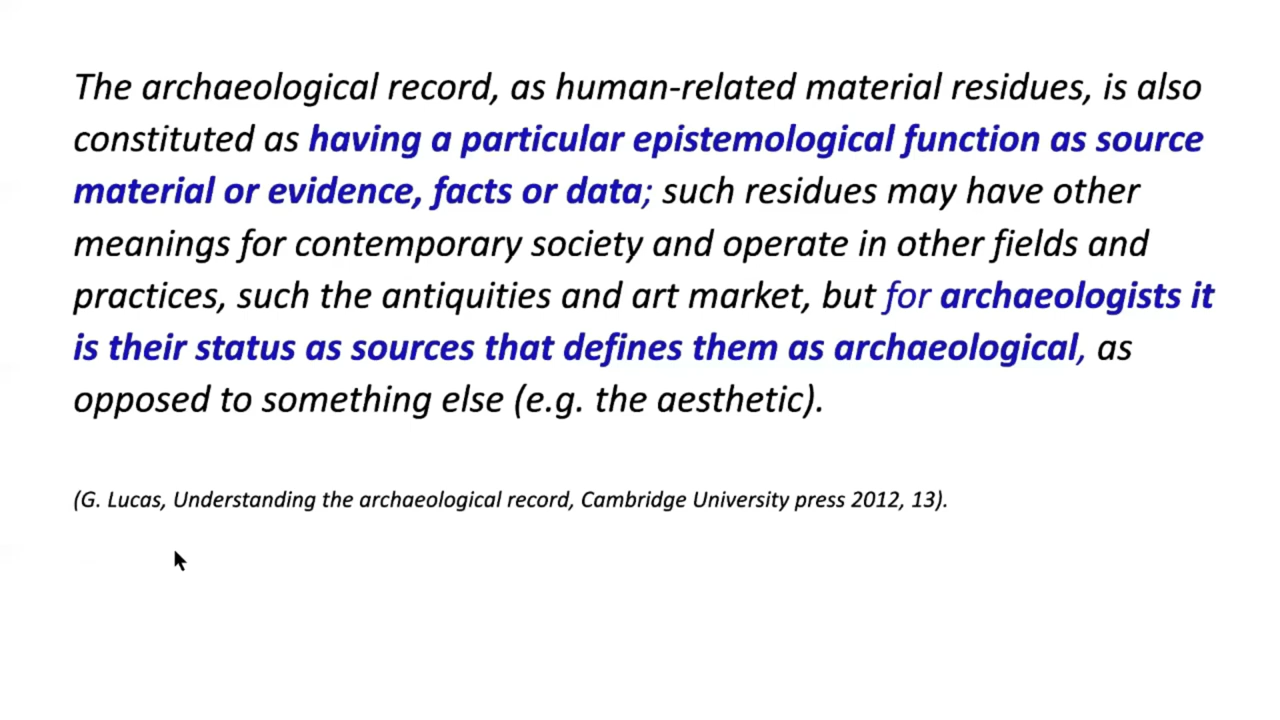 The archaeological record, as human-related material residues, is also
constituted as having a particular epistemological function as source
material or evidence, facts or data; such residues may have other
meanings for contemporary society and operate in other fields and
practices, such the antiquities and art market, but for archaeologists it
is their status as sources that defines them as archaeological, as
opposed to something else (e.g. the aesthetic).
(G. Lucas, Understanding the archaeological record, Cambridge University press 2012, 13).